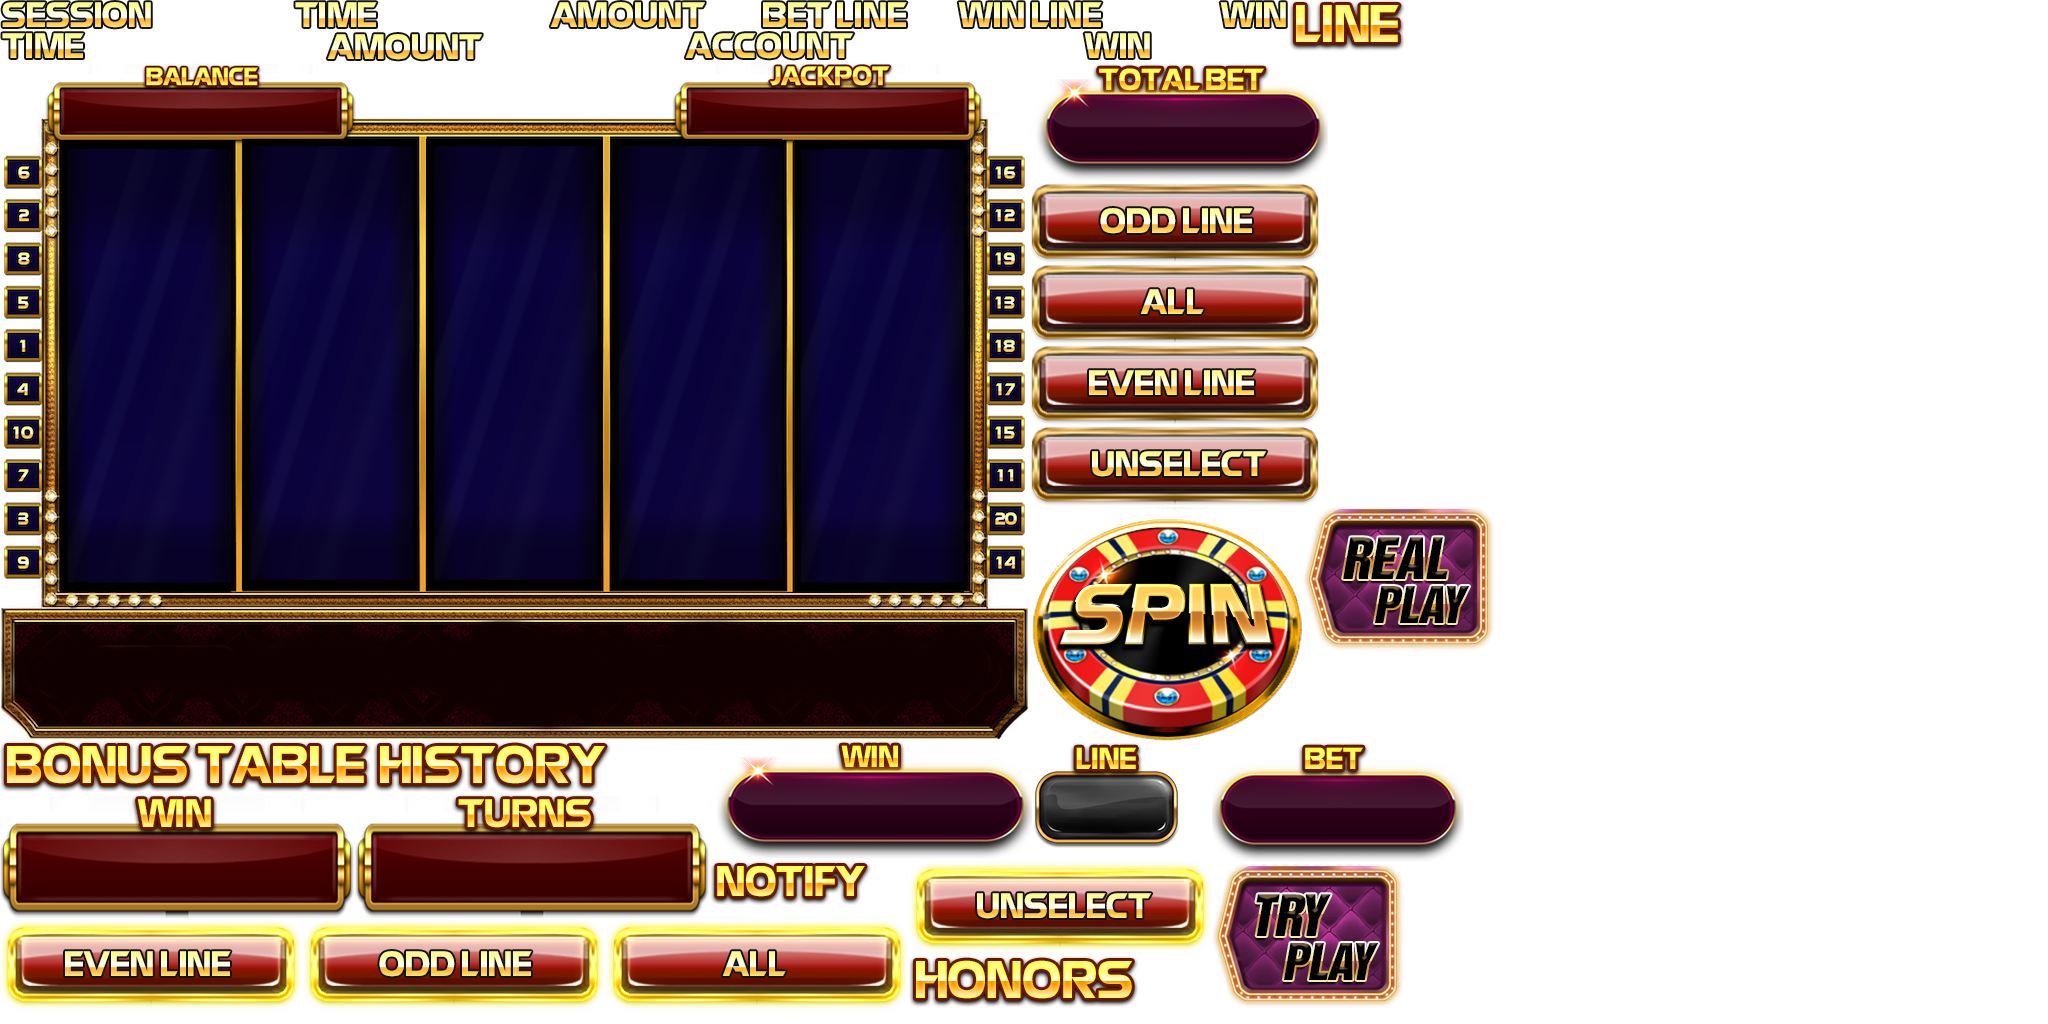 SESSION TIME AMOUNT BET LINE WIN LINE WIN LINE
TIME AMOUNT ACCOUNT WIN
BALANCE JACKPOT TOTAL BET
6 16
2 12
ODD LINE
8 19
5 13
ALL
1 18
4 17
EVEN LINE
10 15
7 11
UNSELECT
3 20
9 14
REAL
PLAY
SPIN
BONUS TABLE HISTORY
WIN LINE BET
WIN TURNS
NOTIFY
UNSELECT
TRY
PLAY
EVEN LINE ODD LINE ALL
HONORS